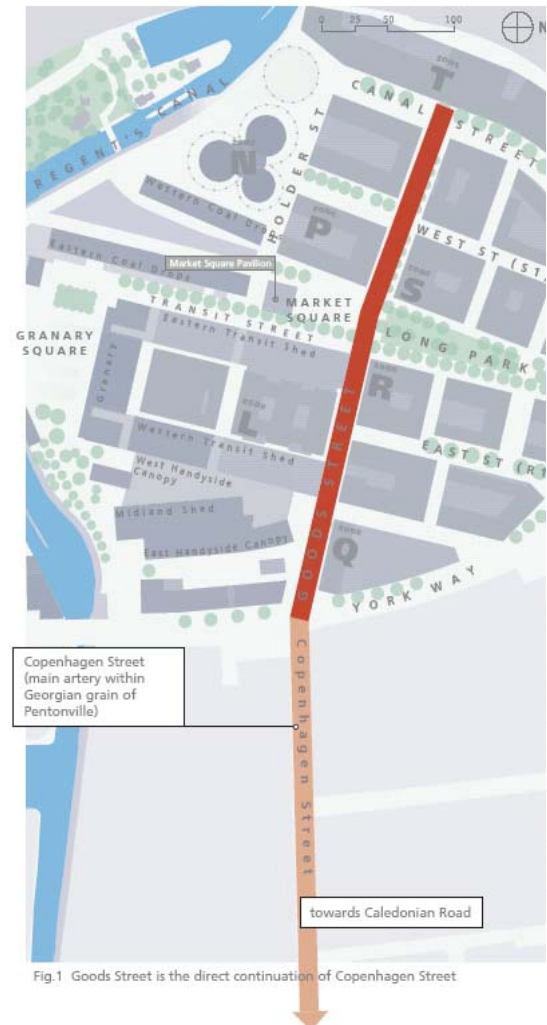 0 25 50 100
N
ZONE
T
CANAL STREET
REGENT'S CANAL
N
HOLDER ST
Western Coal Drops
ZONE
P
WEST ST (S1
Eastern Coal Drops
Market Square Pavilion
ZONE
S
MARKET
SQUARE
TRANSIT STREET
LONG PARK
GRANARY
SQUARE
Eastern Transit Shed
Granary
ZONE
R
ZONE
L
GOODS STREET
EAST ST (R1
Western Transit Shed
West Handyside
Canopy
Midland Shed
East Handyside Canopy
ZONE
Q
YORK WAY
Copenhagen Street
(main artery within
Georgian grain of
Pentonville)
Copenhagen Street
towards Caledonian Road
Fig.1 Goods Street is the direct continuation of Copenhagen Street